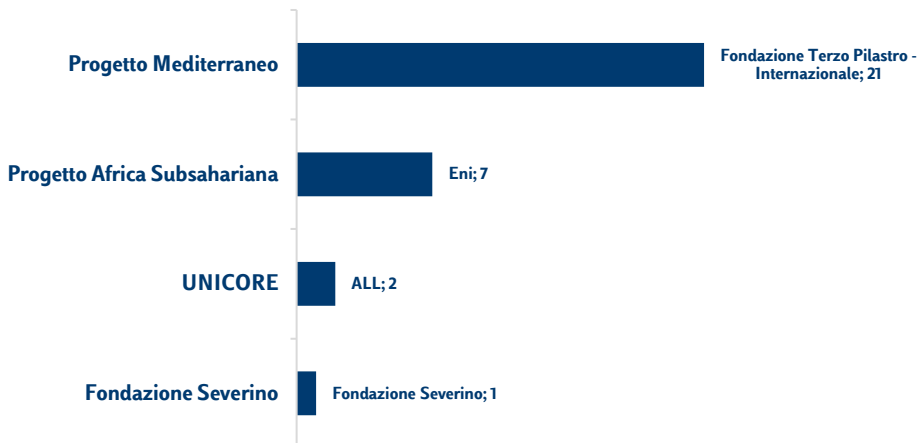 Progetto Mediterraneo
Fondazione Terzo Pilastro -
Internazionale; 21
Progetto Africa Subsahariana
Eni; 7
UNICORE
ALL; 2
Fondazione Severino
Fondazione Severino; 1